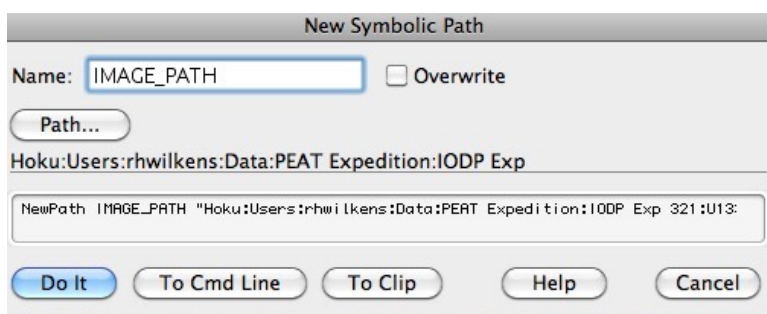 New Symbolic Path
Name: IMAGE_PATH Overwrite
Path...
Hoku:Users:rhwilkens:Data:PEAT Expedition:IODP Exp
NewPath IMAGE_PATH "Hoku:Users:rhwilkens:Data:PEAT Expedition:IODP Exp 321:U13:
Do It To Cmd Line To Clip Help Cancel